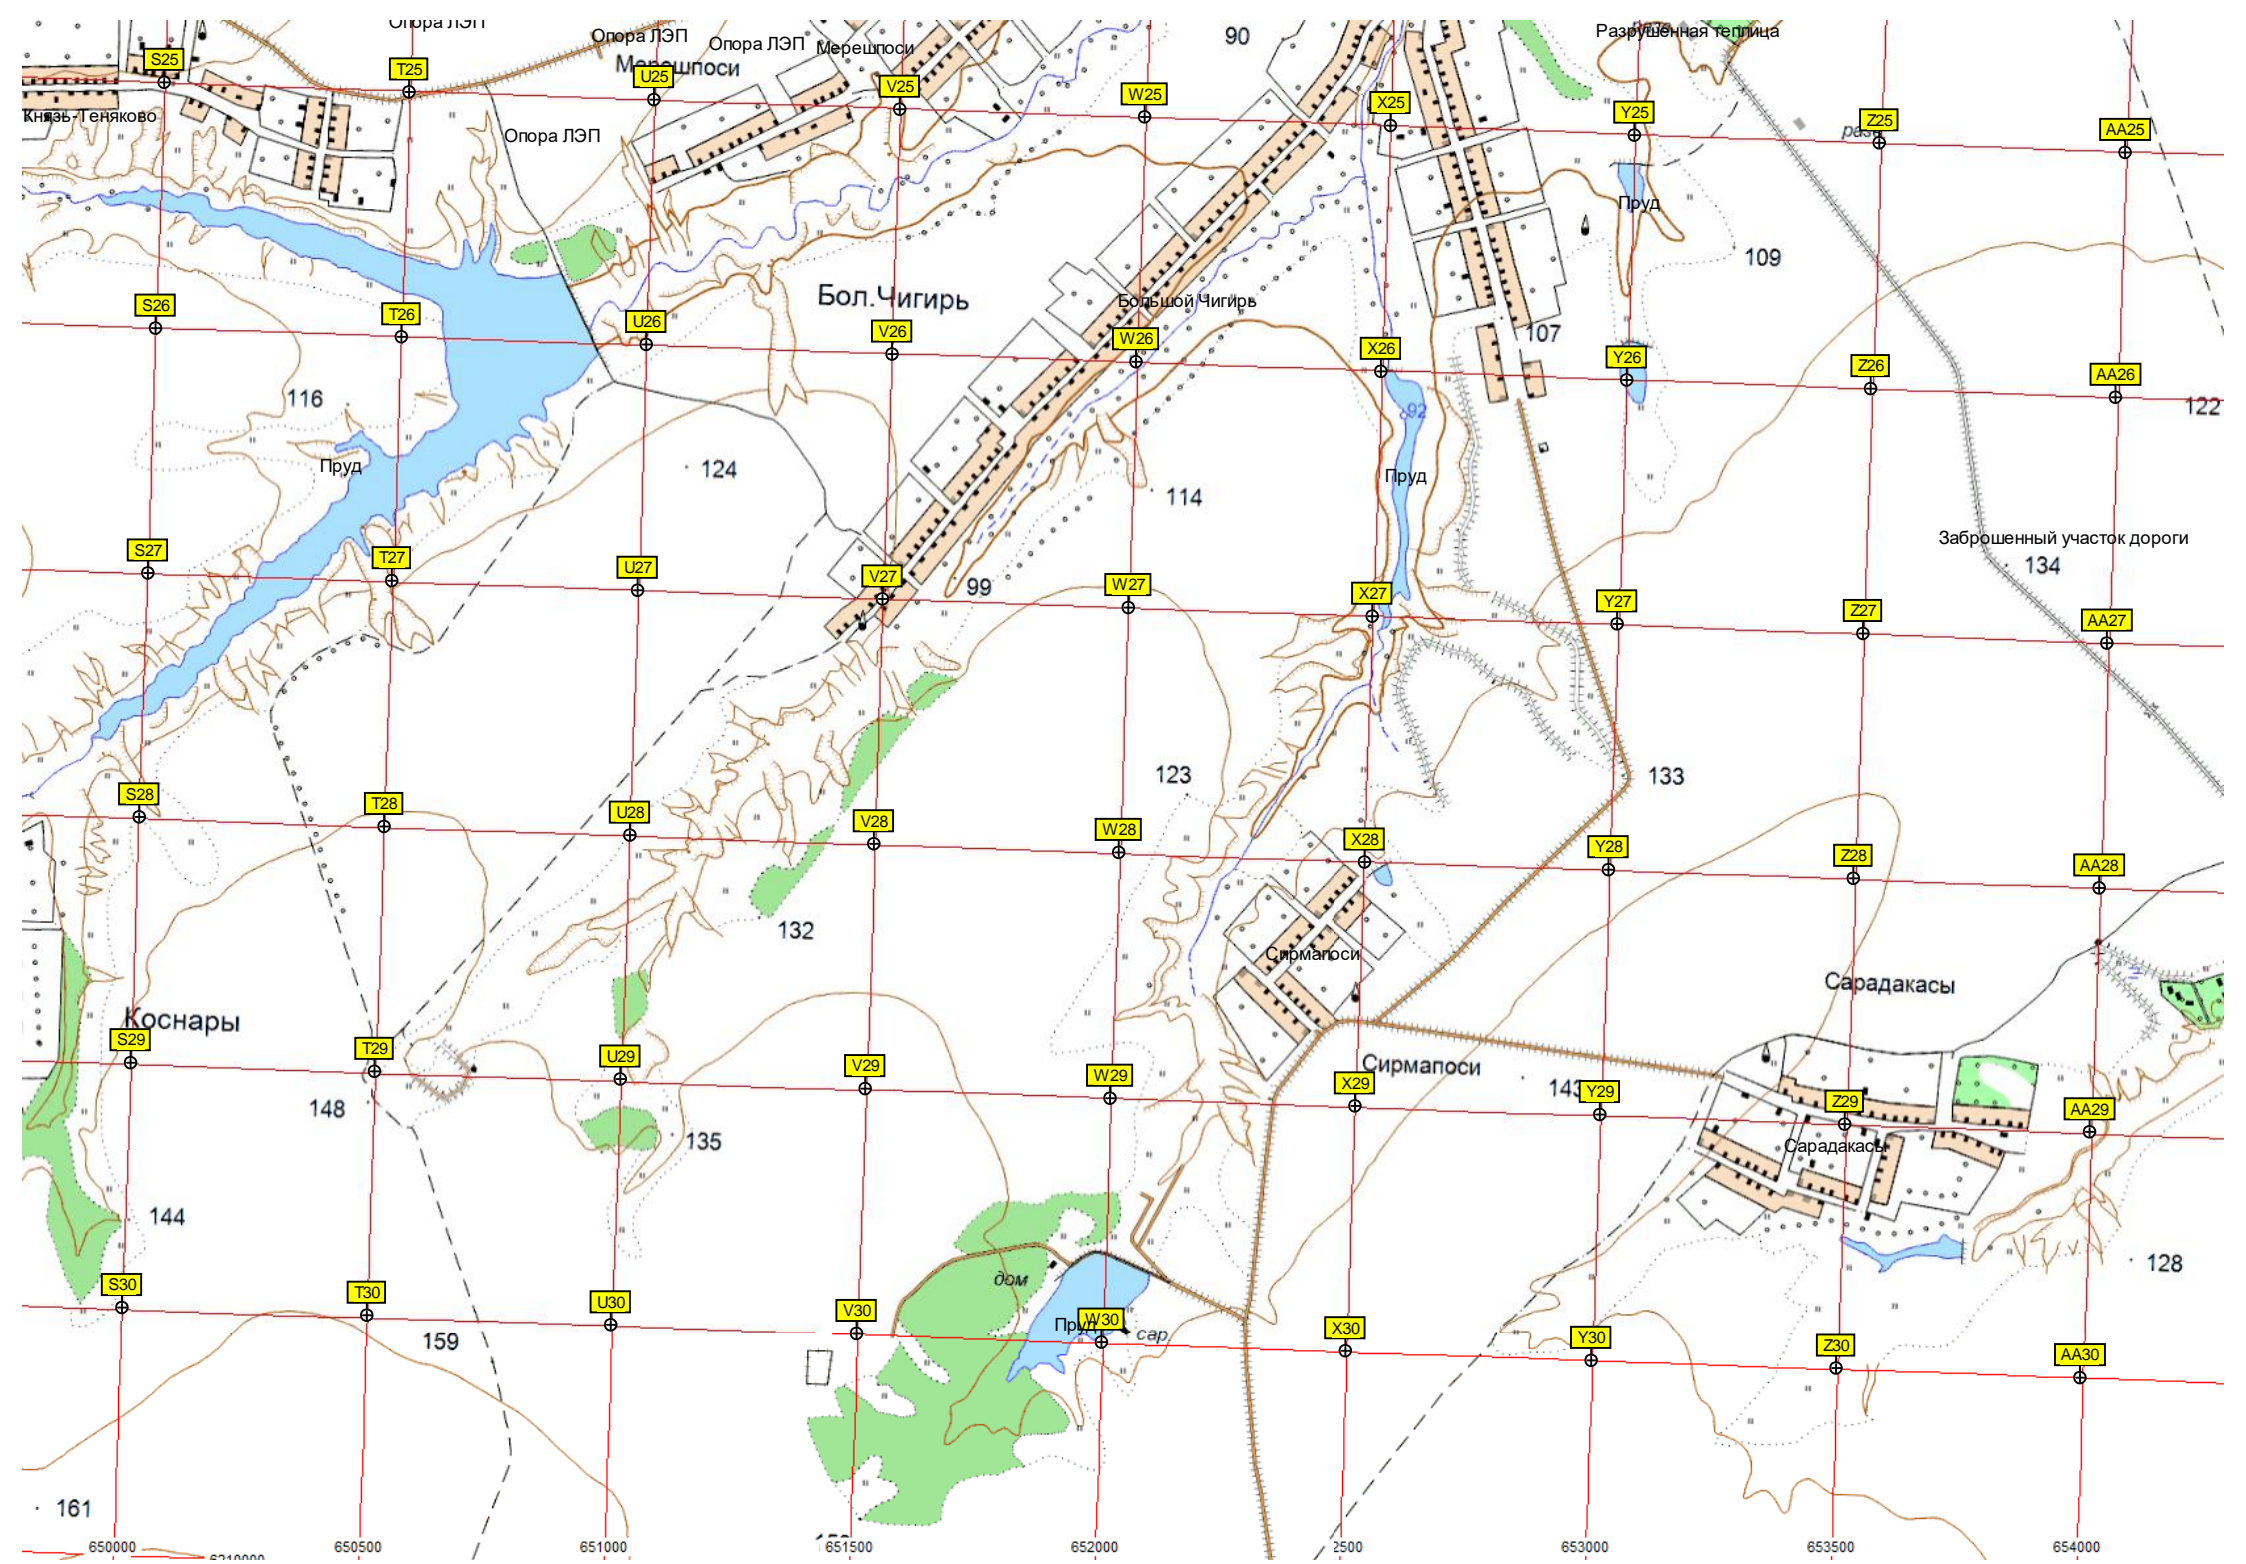 Опора ЛЭП
Опора ЛЭП
Опора ЛЭП
Мерешпоси
90
Разрушенная теплица
Мерешпоси
S25
T25
U25
V25
W25
X25
Y25
Z25
AA25
Князь-Теняково
Опора ЛЭП
Пруд
109
Бол.Чигирь
Большой Чигирь
S26
T26
U26
V26
W26
X26
Y26
Z26
AA26
107
116
92
122
Пруд
124
Пруд
114
Заброшенный участок дороги
134
S27
T27
U27
V27
99
W27
X27
Y27
Z27
AA27
123
133
S28
T28
U28
V28
W28
X28
Y28
Z28
AA28
132
Сирмапоси
Сарадакасы
Коснары
S29
T29
U29
V29
W29
X29
Y29
Z29
AA29
Сирмапоси
143
148
135
Сарадакасы
144
128
дом
S30
T30
U30
V30
W30
X30
Y30
Z30
AA30
Пруд
сар
159
161
650000
650500
651000
651500
652000
2500
653000
653500
654000